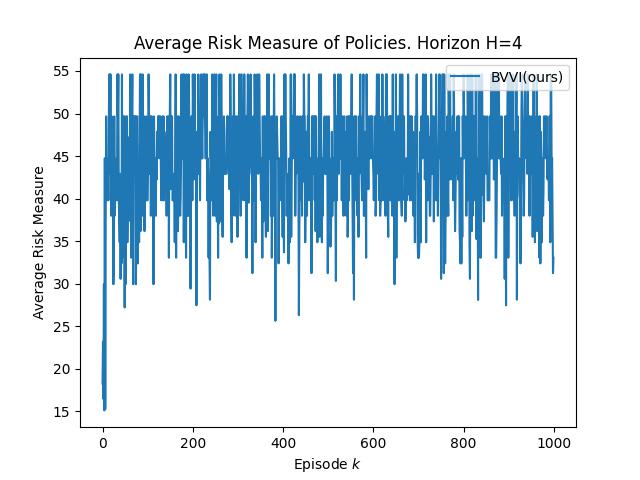 Average Risk Measure of Policies. Horizon H=4
BVVI(ours)
Average Risk Measure
55
50
45
40
35
30
25
20
15
0 200 400 600 800 1000
Episode k